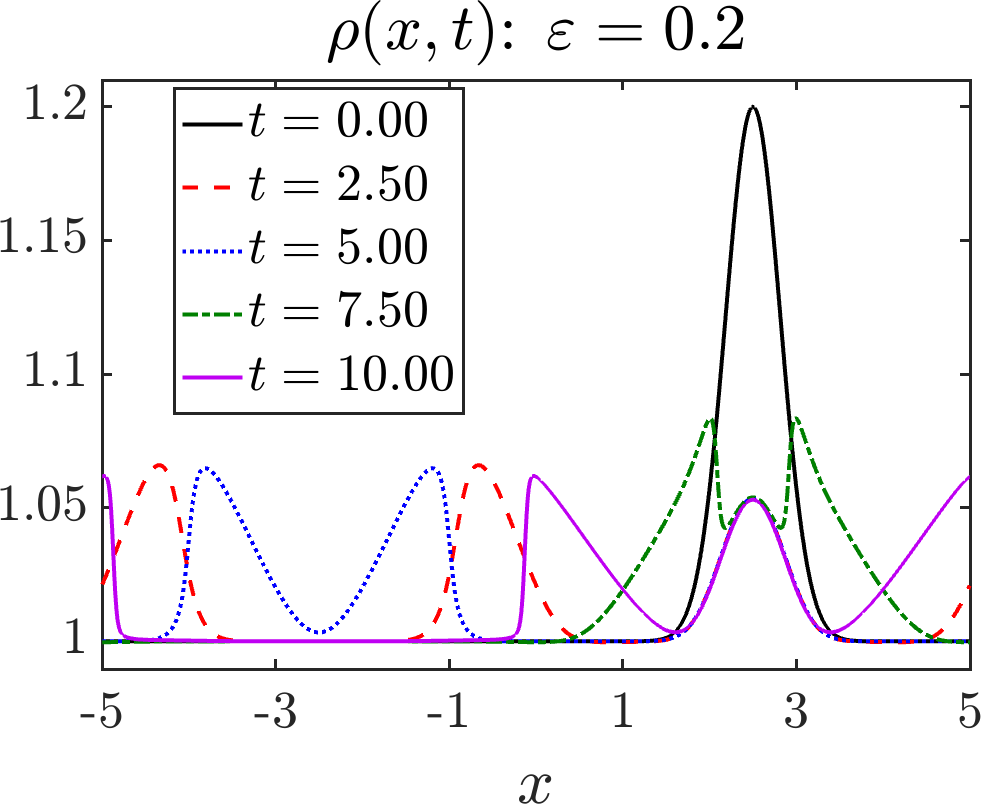 ρ(x, t): ε = 0.2
1.2
1.15
1.1
1.05
1
t = 0.00
t = 2.50
t = 5.00
t = 7.50
t = 10.00
-5 -3 -1 1 3 5
x